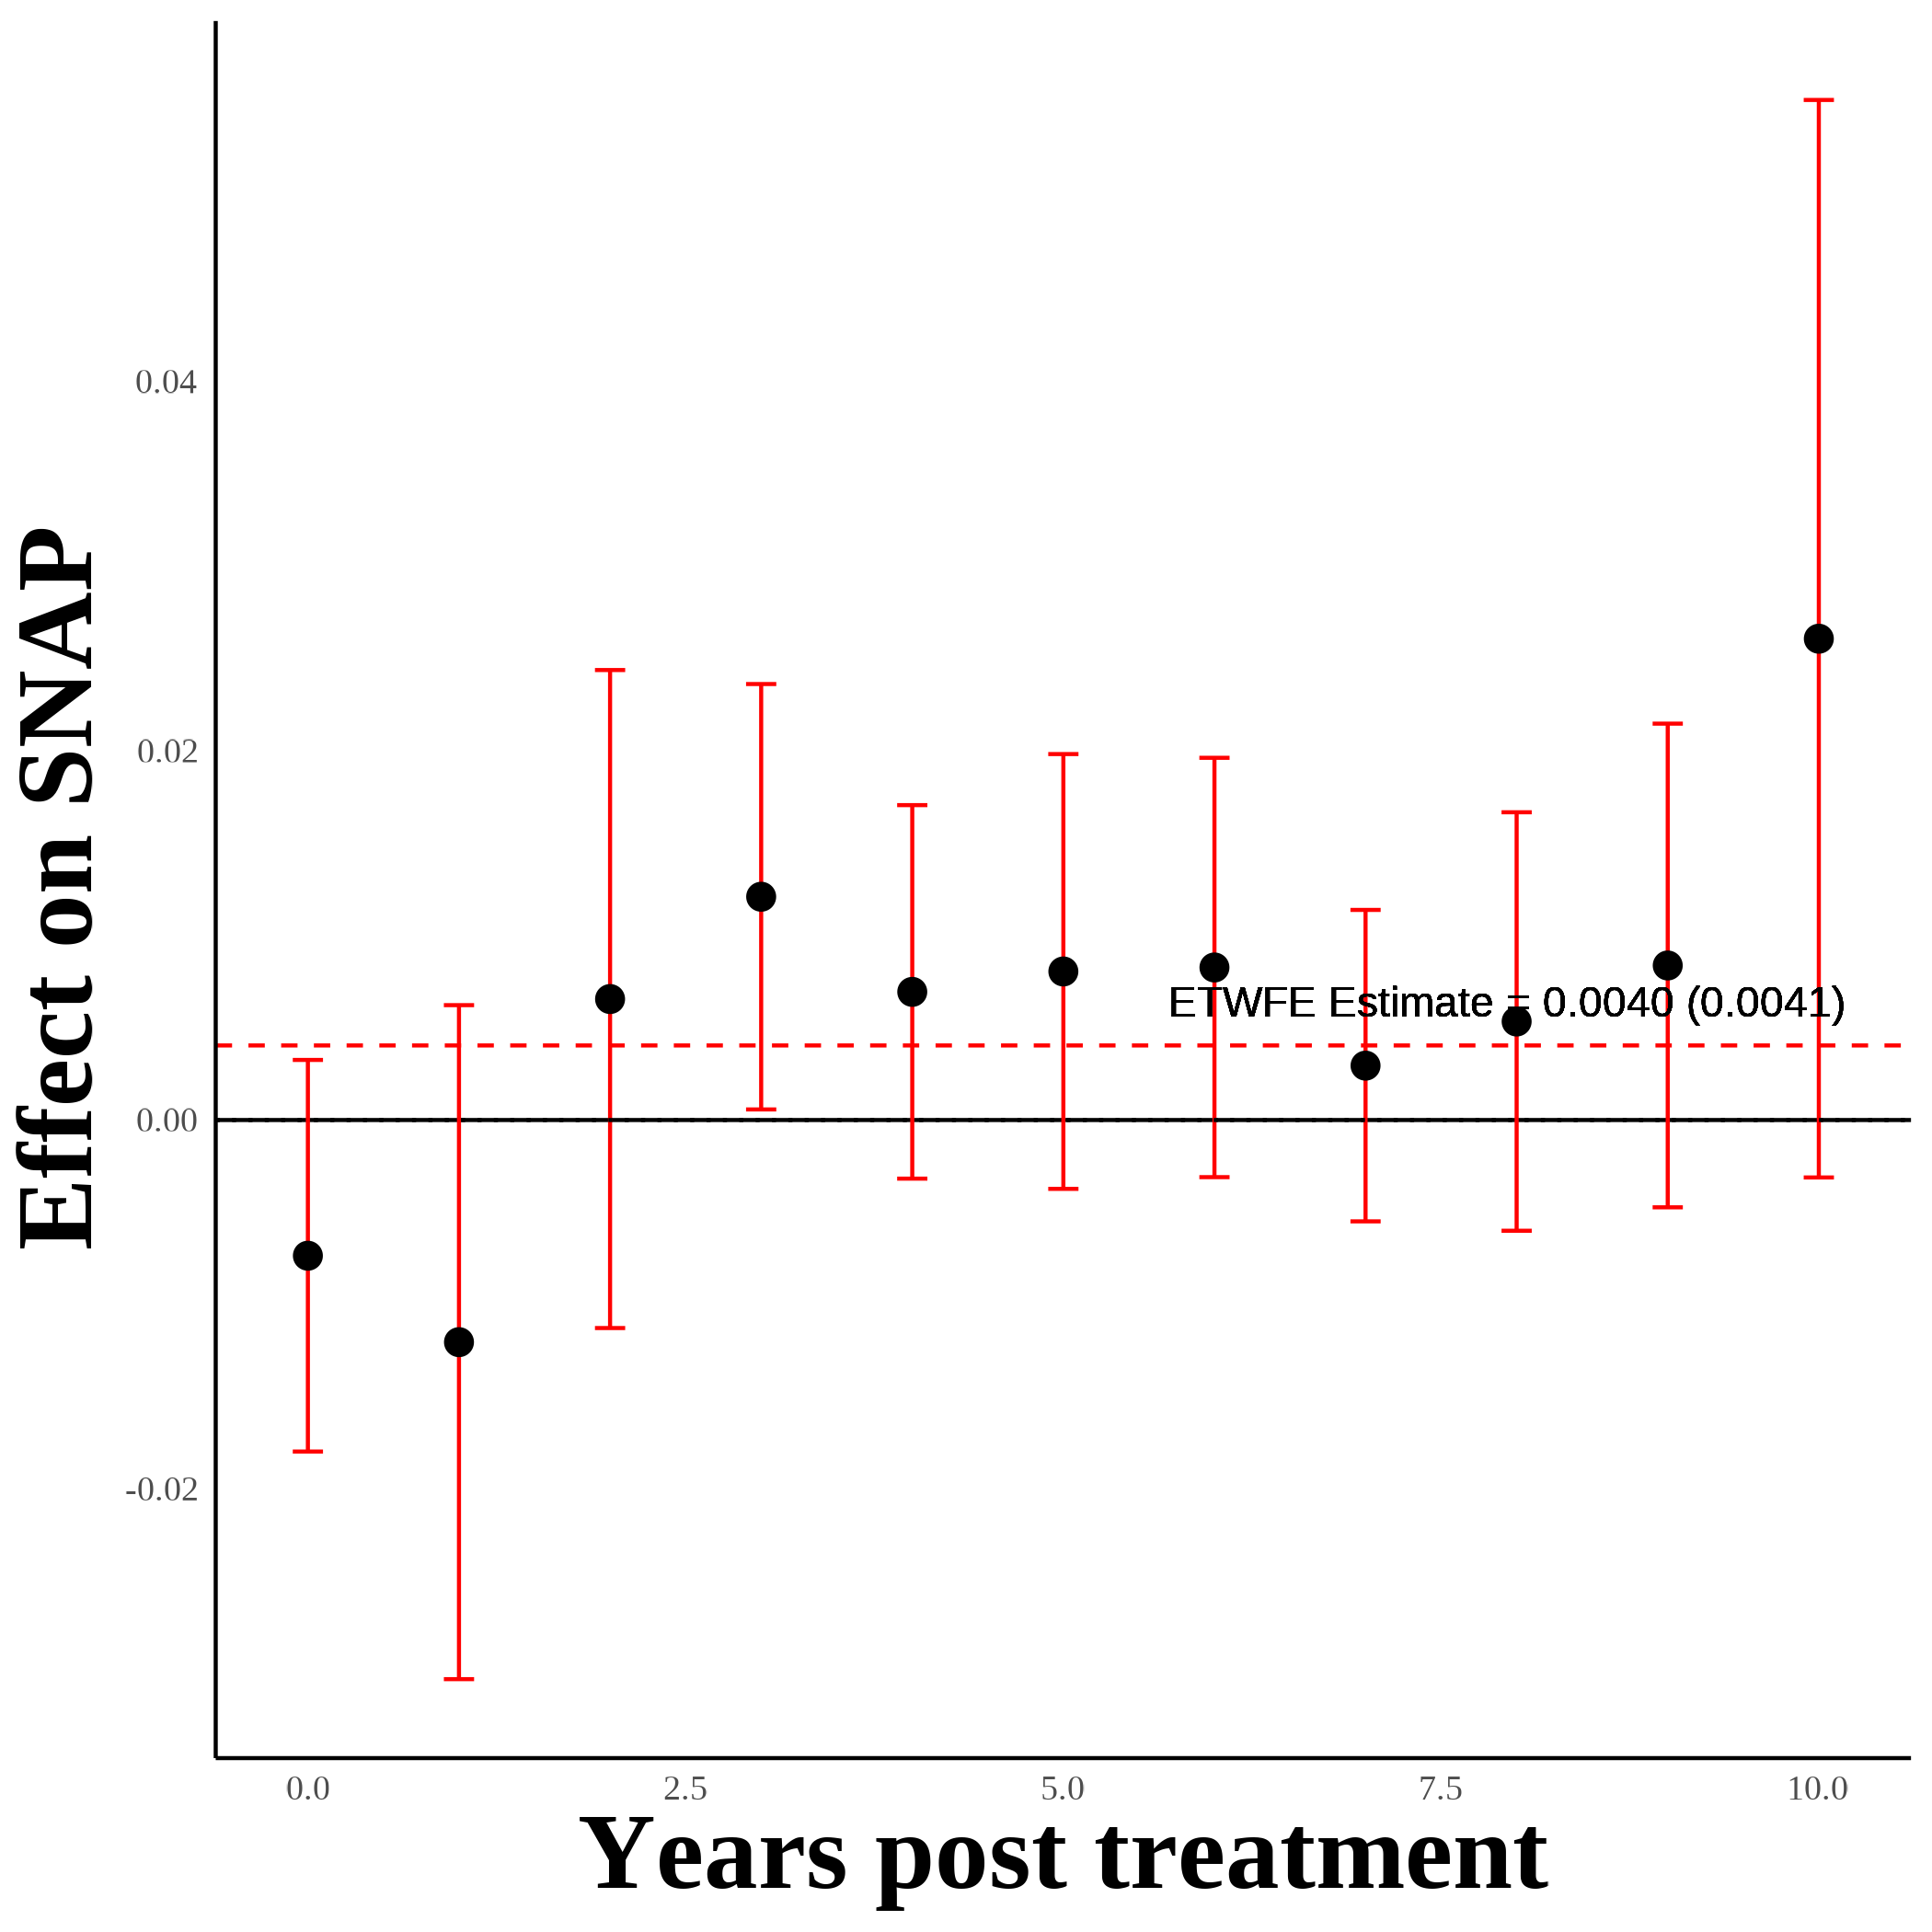 Effect on SNAP
0.04
0.02
0.00
-0.02
ETWFE Estimate = 0.0040 (0.0041)
0.0 2.5 5.0 7.5 10.0
Years post treatment